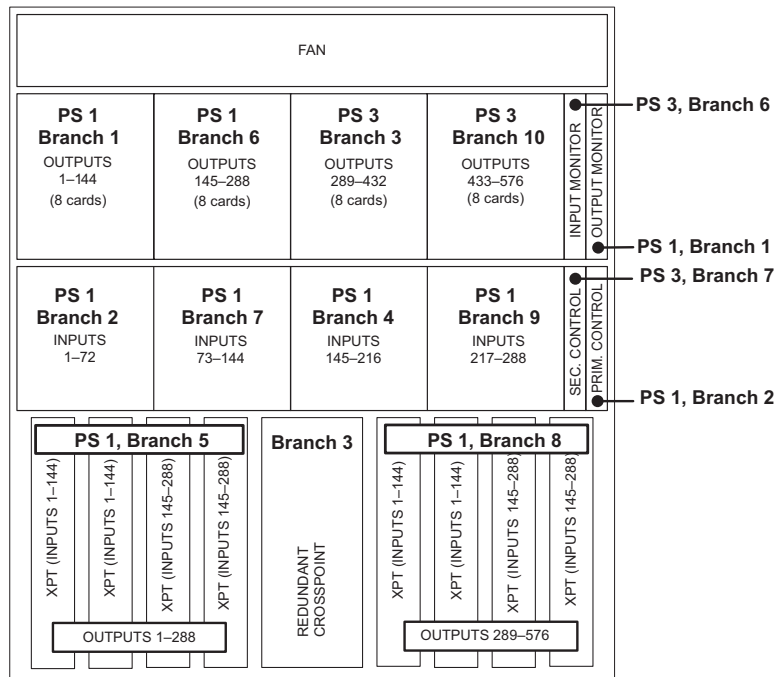 FAN
PS 1
Branch 1
OUTPUTS
1–144
(8 cards)
PS 1
Branch 6
OUTPUTS
145–288
(8 cards)
PS 3
Branch 3
OUTPUTS
289–432
(8 cards)
PS 3
Branch 10
OUTPUTS
433–576
(8 cards)
INPUT MONITOR
OUTPUT MONITOR
PS 3, Branch 6
PS 1, Branch 1
PS 1
Branch 2
INPUTS
1–72
PS 1
Branch 7
INPUTS
73–144
PS 1
Branch 4
INPUTS
145–216
PS 1
Branch 9
INPUTS
217–288
SEC. CONTROL
PRIM. CONTROL
PS 3, Branch 7
PS 1, Branch 2
PS 1, Branch 5
XPT (INPUTS 1–144)
XPT (INPUTS 1–144)
XPT (INPUTS 145–288)
XPT (INPUTS 145–288)
OUTPUTS 1–288
Branch 3
REDUNDANT
CROSSPOINT
PS 1, Branch 8
XPT (INPUTS 1–144)
XPT (INPUTS 1–144)
XPT (INPUTS 145–288)
XPT (INPUTS 145–288)
OUTPUTS 289–576